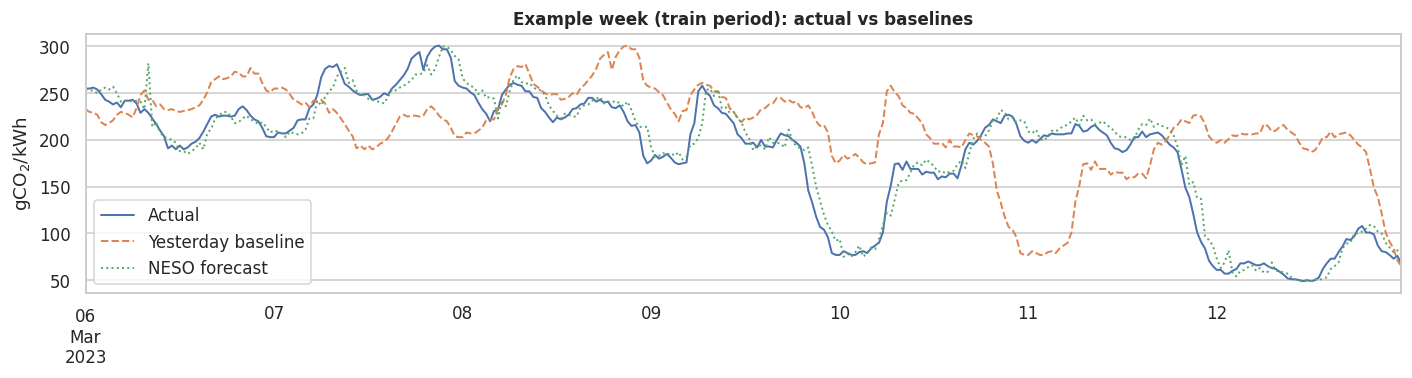 Example week (train period): actual vs baselines
gCO₂/kWh
300
250
200
150
100
50
Actual
Yesterday baseline
NESO forecast
06 07 08 09 10 11 12
Mar
2023